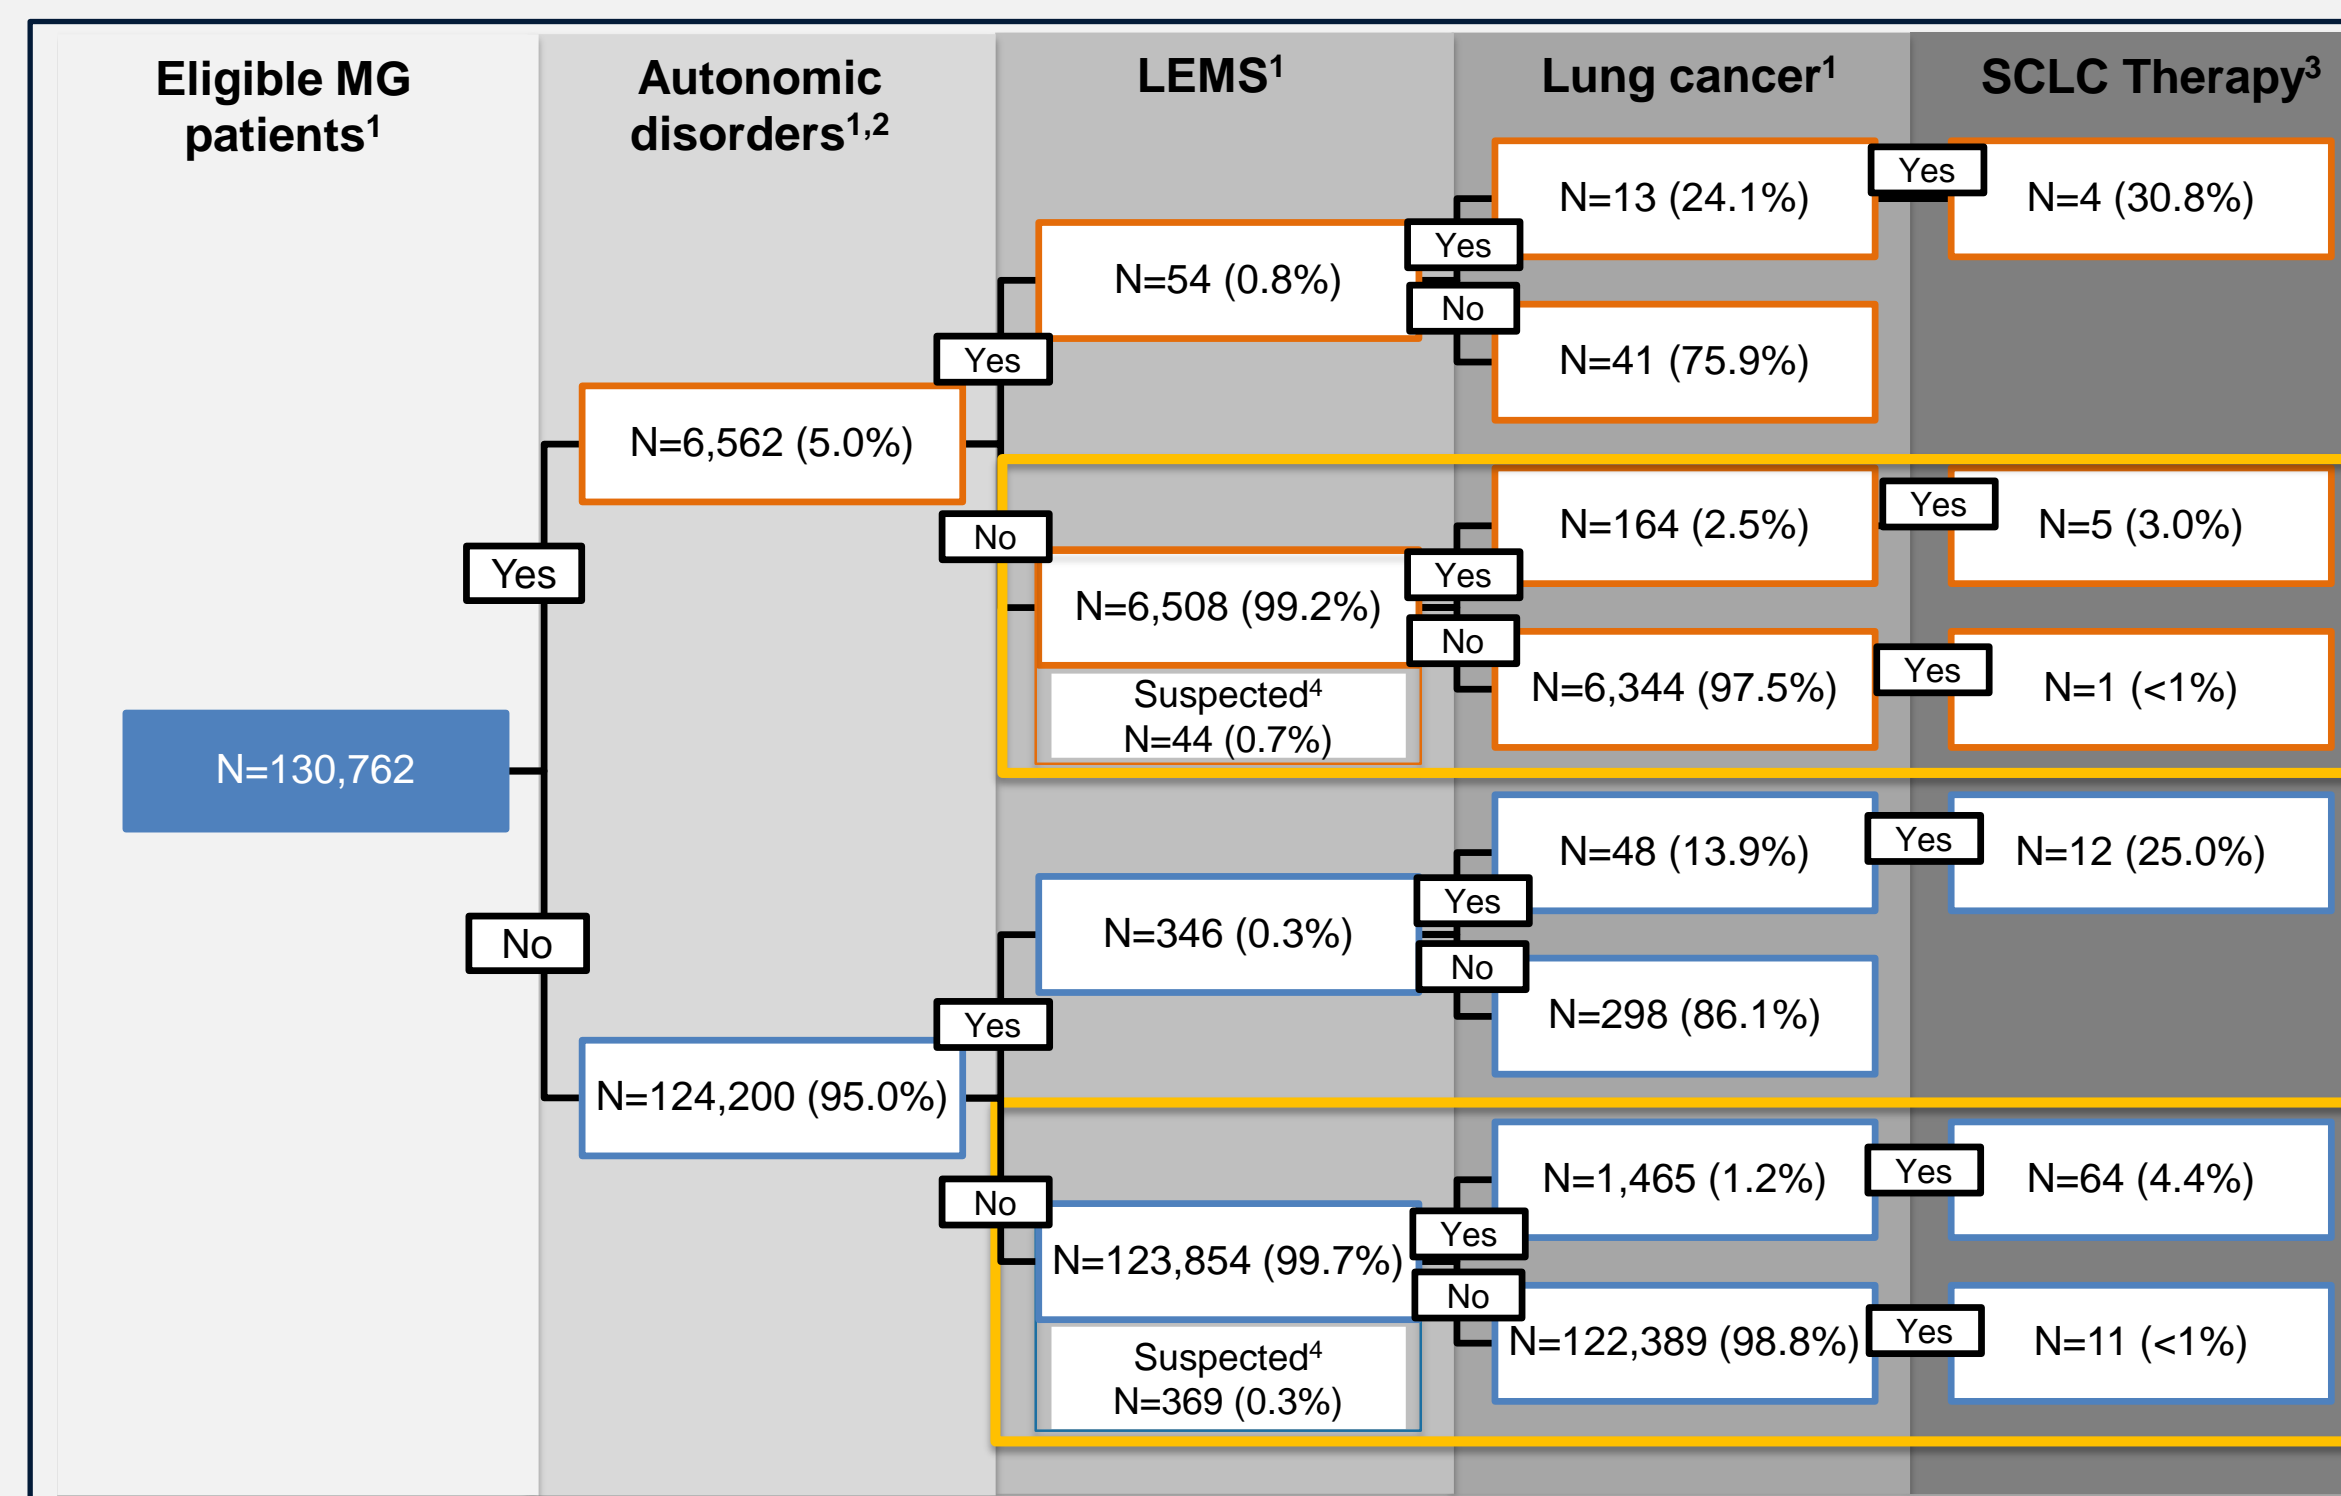 Eligible MG
patients1
Autonomic
disorders1,2
LEMS1
Lung cancer1
SCLC Therapy3
N=130,762
Yes
No
N=6,562 (5.0%)
N=124,200 (95.0%)
Yes
No
N=54 (0.8%)
Yes
No
N=13 (24.1%)
Yes
N=4 (30.8%)
N=41 (75.9%)
N=6,508 (99.2%)
Suspected4
N=44 (0.7%)
Yes
No
N=164 (2.5%)
Yes
N=5 (3.0%)
N=6,344 (97.5%)
Yes
N=1 (<1%)
Yes
No
N=346 (0.3%)
Yes
No
N=48 (13.9%)
Yes
N=12 (25.0%)
N=298 (86.1%)
N=123,854 (99.7%)
Suspected4
N=369 (0.3%)
Yes
No
N=1,465 (1.2%)
Yes
N=64 (4.4%)
N=122,389 (98.8%)
Yes
N=11 (<1%)